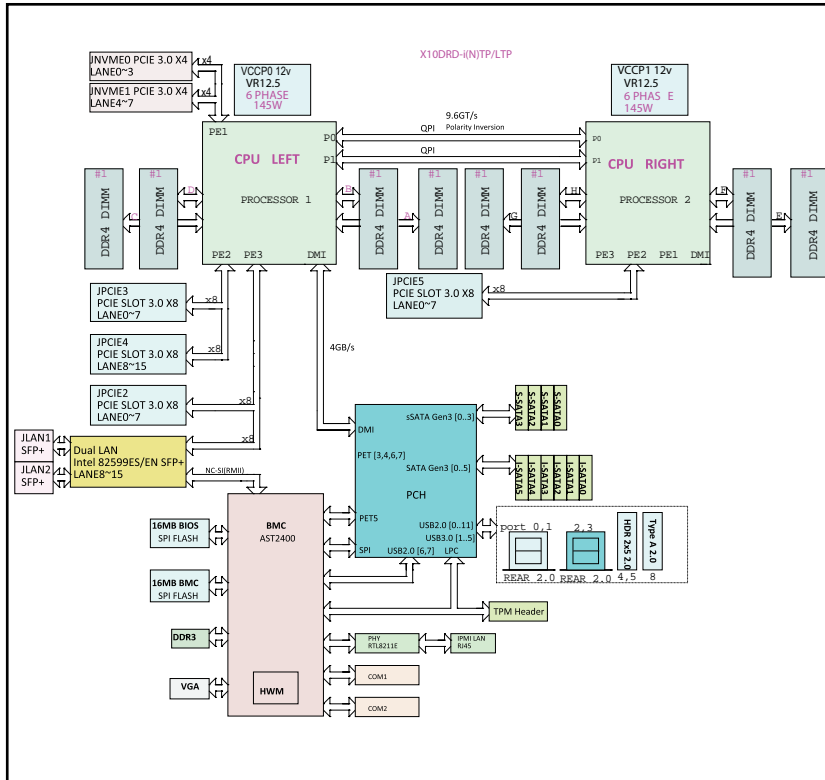 X10DRD-i(N)TP/LTP
JNVME0 PCIE 3.0 X4
LANE0~3
x4
JNVME1 PCIE 3.0 X4
LANE4~7
x4
VCCP0 12v
VR12.5
6 PHASE
145W
VCCP1 12v
VR12.5
6 PHAS E
145W
9.6GT/s
QPI
Polarity Inversion
QPI
PE1
P0
P1
CPU LEFT
PROCESSOR 1
PE2
PE3
DMI
P0
P1
CPU RIGHT
PROCESSOR 2
PE3
PE2
PE1
DMI
#1
DDR4 DIMM
C
#1
DDR4 DIMM
D
B
#1
DDR4 DIMM
A
#1
DDR4 DIMM
#1
DDR4 DIMM
G
#1
DDR4 DIMM
H
F
#1
DDR4 DIMM
E
#1
DDR4 DIMM
JPCIE3
PCIE SLOT 3.0 X8
LANE0~7
x8
JPCIE4
PCIE SLOT 3.0 X8
LANE8~15
x8
JPCIE2
PCIE SLOT 3.0 X8
LANE0~7
x8
JPCIE5
PCIE SLOT 3.0 X8
LANE0~7
x8
4GB/s
JLAN1
SFP+
JLAN2
SFP+
Dual LAN
Intel 82599ES/EN SFP+
LANE8~15
x8
NC-SI(RMII)
sSATA Gen3 [0..3]
DMI
PET [3,4,6,7]
SATA Gen3 [0..5]
PCH
PET5
USB2.0 [0..11]
USB3.0 [1..5]
SPI
USB2.0 [6,7]
LPC
S-SATA3
S-SATA2
S-SATA1
S-SATA0
I-SATA5
I-SATA4
I-SATA3
I-SATA2
I-SATA1
I-SATA0
port 0,1
REAR 2.0
2,3
REAR 2.0
HDR 2x5 2.0
4,5
Type A 2.0
8
BMC
AST2400
HWM
16MB BIOS
SPI FLASH
16MB BMC
SPI FLASH
DDR3
VGA
TPM Header
PHY
RTL8211E
IPMI LAN
RJ45
COM1
COM2